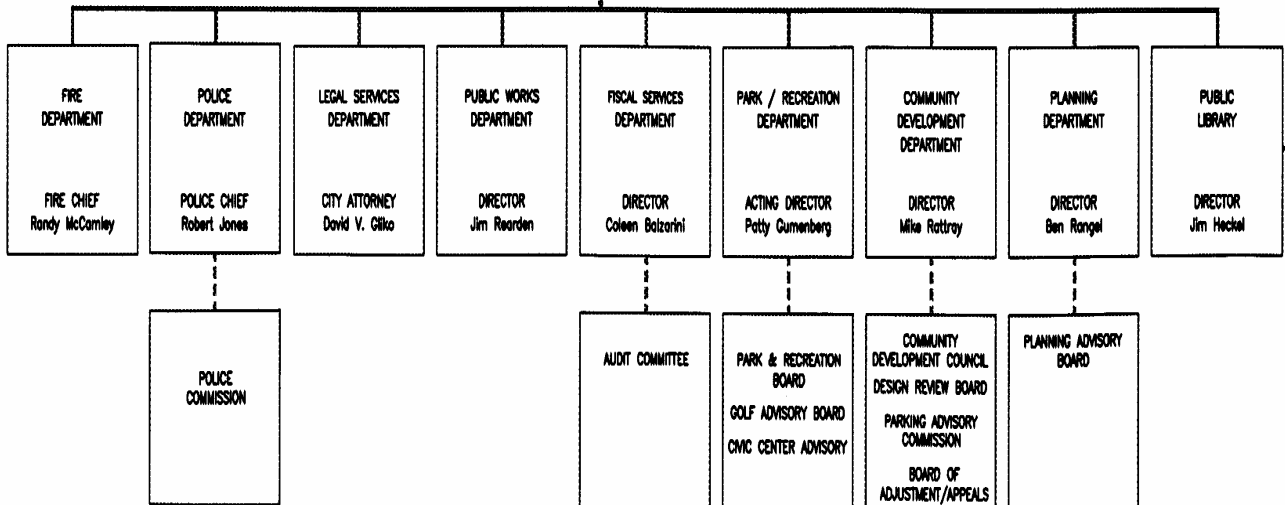 FIRE
DEPARTMENT
FIRE CHIEF
Randy McCamley
POLICE
DEPARTMENT
POLICE CHIEF
Robert Jones
LEGAL SERVICES
DEPARTMENT
CITY ATTORNEY
David V. Gliko
PUBLIC WORKS
DEPARTMENT
DIRECTOR
Jim Rearden
FISCAL SERVICES
DEPARTMENT
DIRECTOR
Coleen Balzarini
PARK / RECREATION
DEPARTMENT
ACTING DIRECTOR
Patty Gumenberg
COMMUNITY
DEVELOPMENT
DEPARTMENT
DIRECTOR
Mike Rattray
PLANNING
DEPARTMENT
DIRECTOR
Ben Rangel
PUBLIC
LIBRARY
DIRECTOR
Jim Heckel
POLICE
COMMISSION
AUDIT COMMITTEE
PARK & RECREATION
BOARD
GOLF ADVISORY BOARD
CIVIC CENTER ADVISORY
COMMUNITY
DEVELOPMENT COUNCIL
DESIGN REVIEW BOARD
PARKING ADVISORY
COMMISSION
BOARD OF
ADJUSTMENT/APPEALS
PLANNING ADVISORY
BOARD